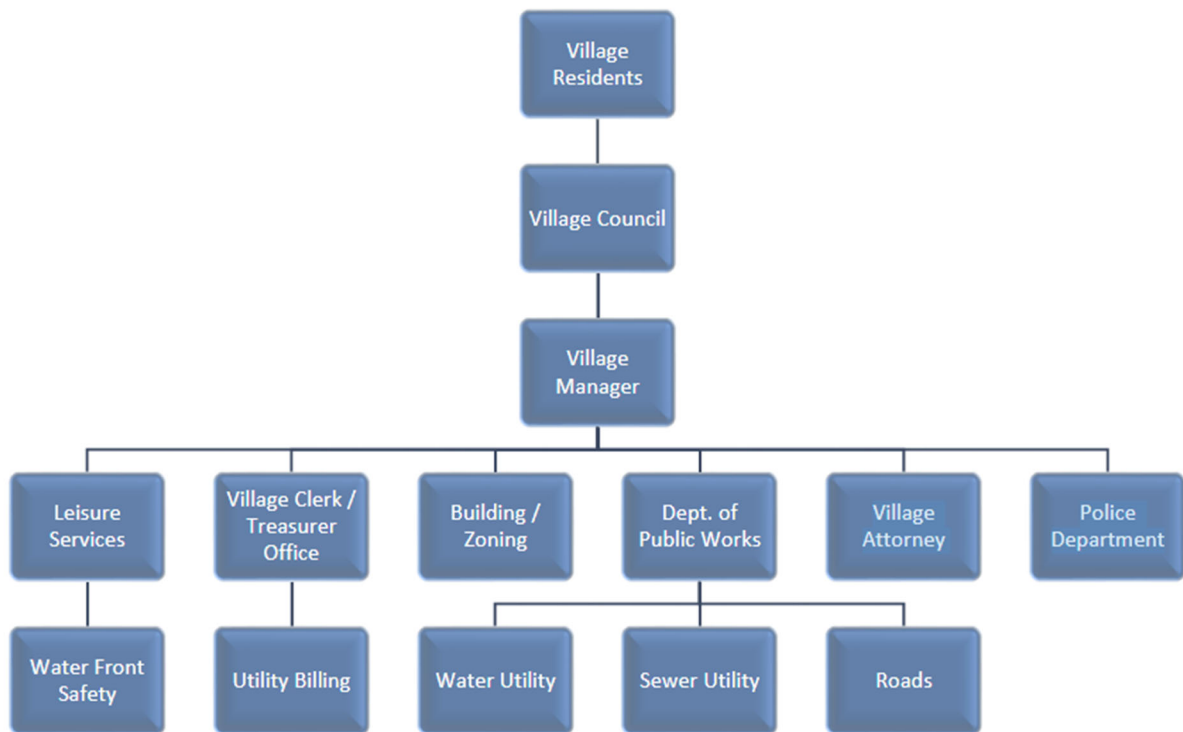 Village
Residents
Village Council
Village
Manager
Leisure
Services
Village Clerk /
Treasurer
Office
Building /
Zoning
Dept. of
Public Works
Village
Attorney
Police
Department
Water Front
Safety
Utility Billing
Water Utility
Sewer Utility
Roads